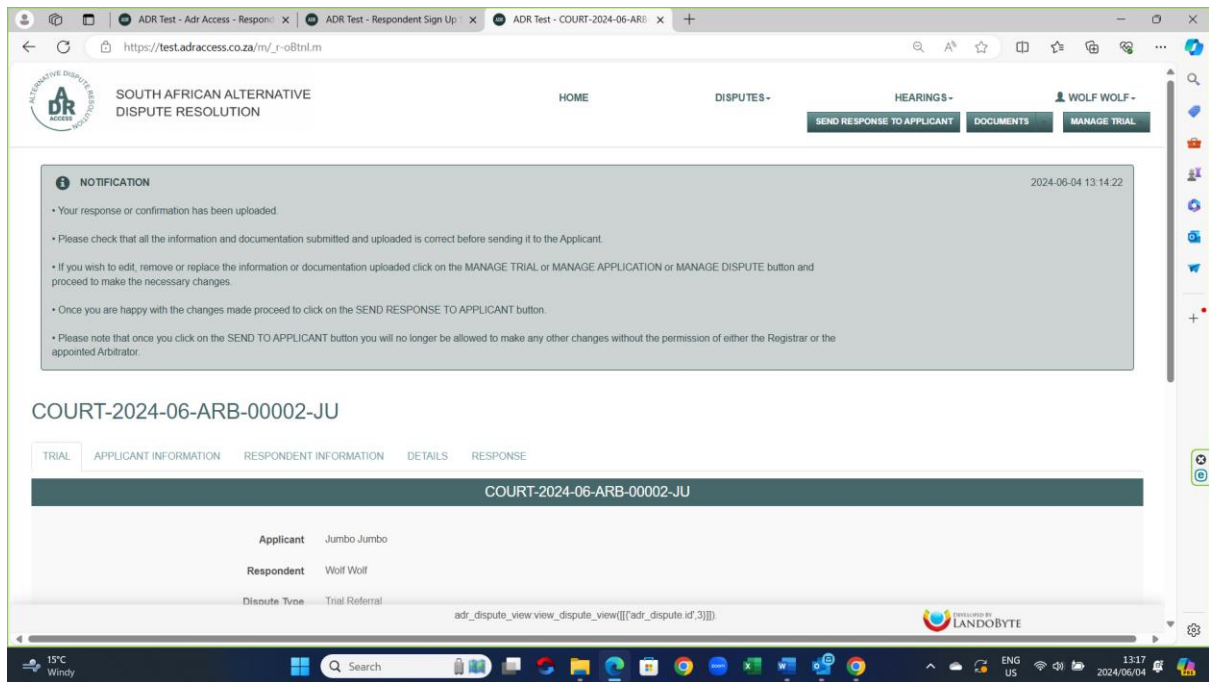 ADR Test - Adr Access - Respond
ADR Test - Respondent Sign Up
ADR Test - COURT-2024-06-ARB
https://test.adraccess.co.za/m/_r-oBtnl.m
ALTERNATIVE DISPUTE RESOLUTION
ADR
ACCESS
SOUTH AFRICAN ALTERNATIVE
DISPUTE RESOLUTION
HOME
DISPUTES
HEARINGS
WOLF WOLF
SEND RESPONSE TO APPLICANT
DOCUMENTS
MANAGE TRIAL
NOTIFICATION
2024-06-04 13:14:22
• Your response or confirmation has been uploaded.
• Please check that all the information and documentation submitted and uploaded is correct before sending it to the Applicant.
• If you wish to edit, remove or replace the information or documentation uploaded click on the MANAGE TRIAL or MANAGE APPLICATION or MANAGE DISPUTE button and
proceed to make the necessary changes.
• Once you are happy with the changes made proceed to click on the SEND RESPONSE TO APPLICANT button.
• Please note that once you click on the SEND TO APPLICANT button you will no longer be allowed to make any other changes without the permission of either the Registrar or the
appointed Arbitrator.
COURT-2024-06-ARB-00002-JU
TRIAL APPLICANT INFORMATION RESPONDENT INFORMATION DETAILS RESPONSE
COURT-2024-06-ARB-00002-JU
Applicant Jumbo Jumbo
Respondent Wolf Wolf
Dispute Type Trial Referral
adr_dispute_view:view_dispute_view([[{'adr_dispute.id',3}]]).
DEVELOPED BY
LANDOBYTE
15°C
Windy
Search
ENG
US
13:17
2024/06/04